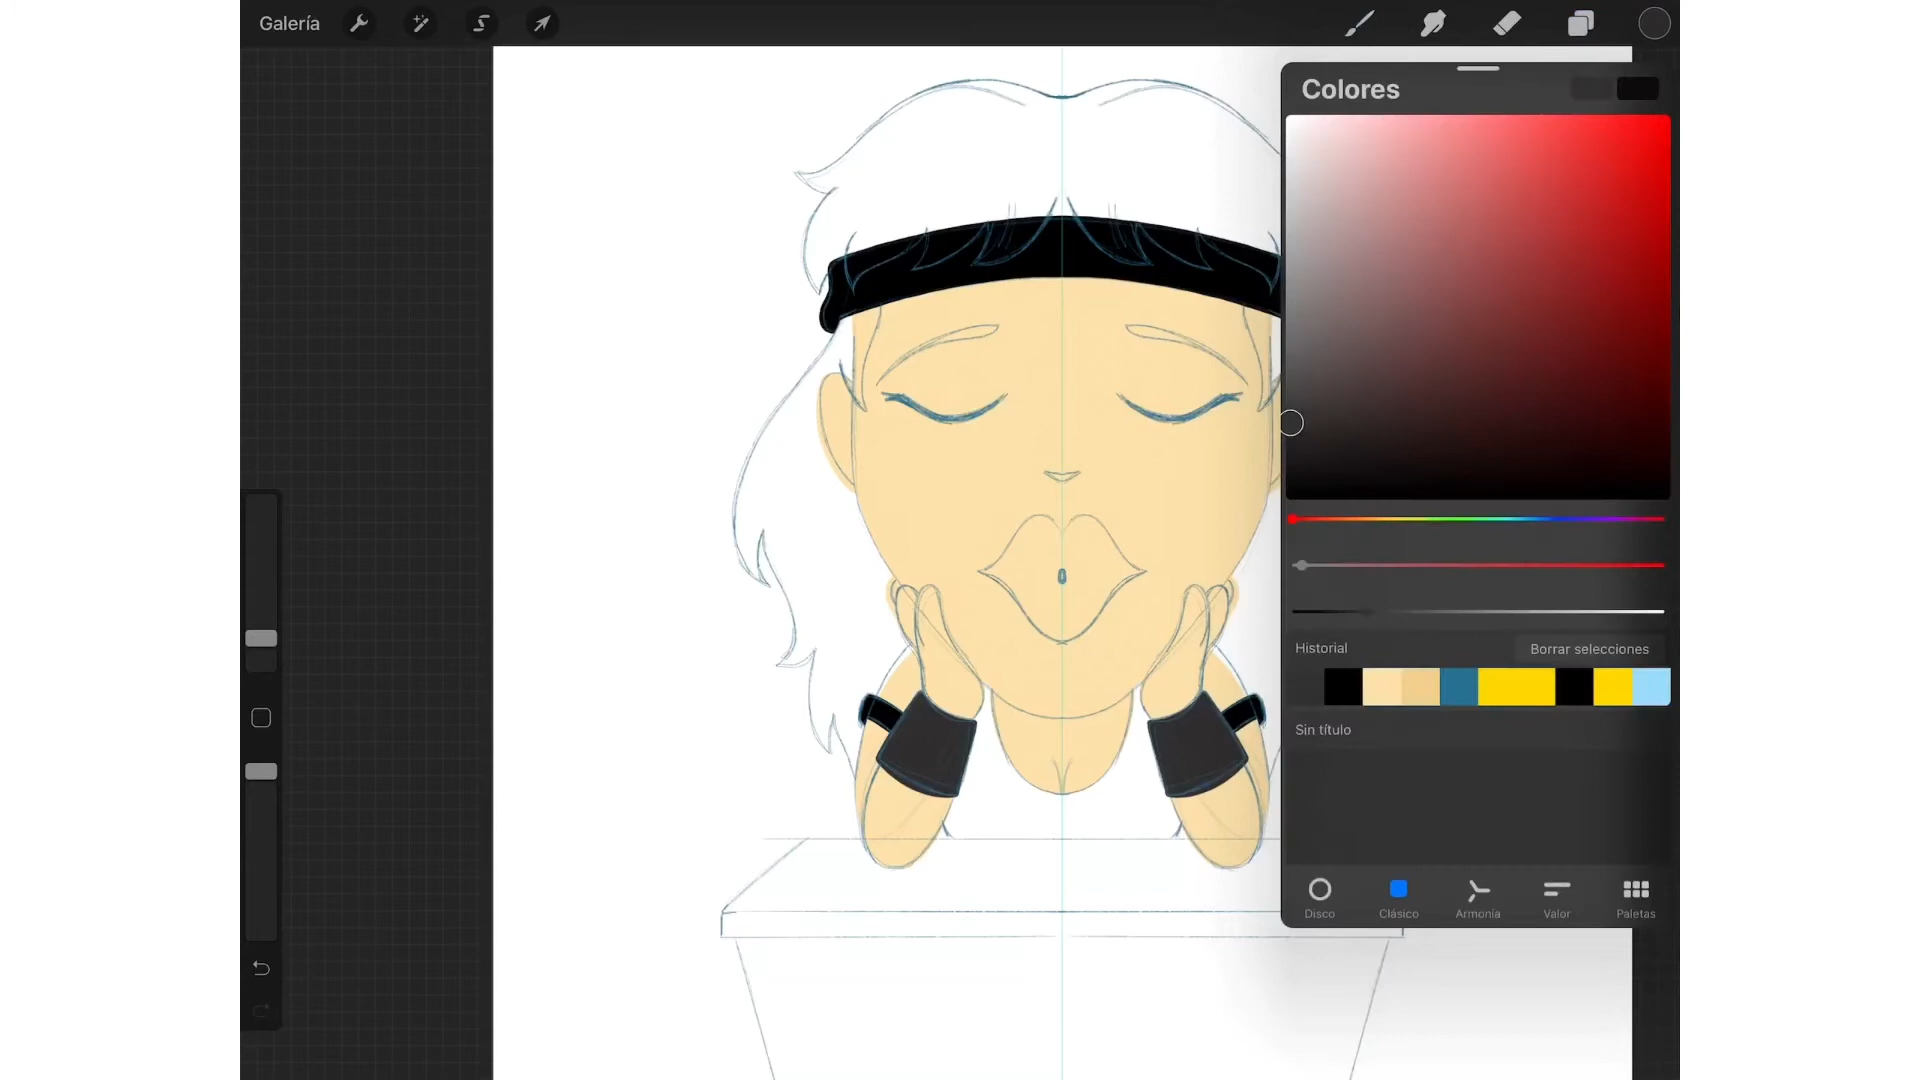 Galería
Colores
Historial
Borrar selecciones
Sin título
Disco
Clásico
Armonía
Valor
Paletas